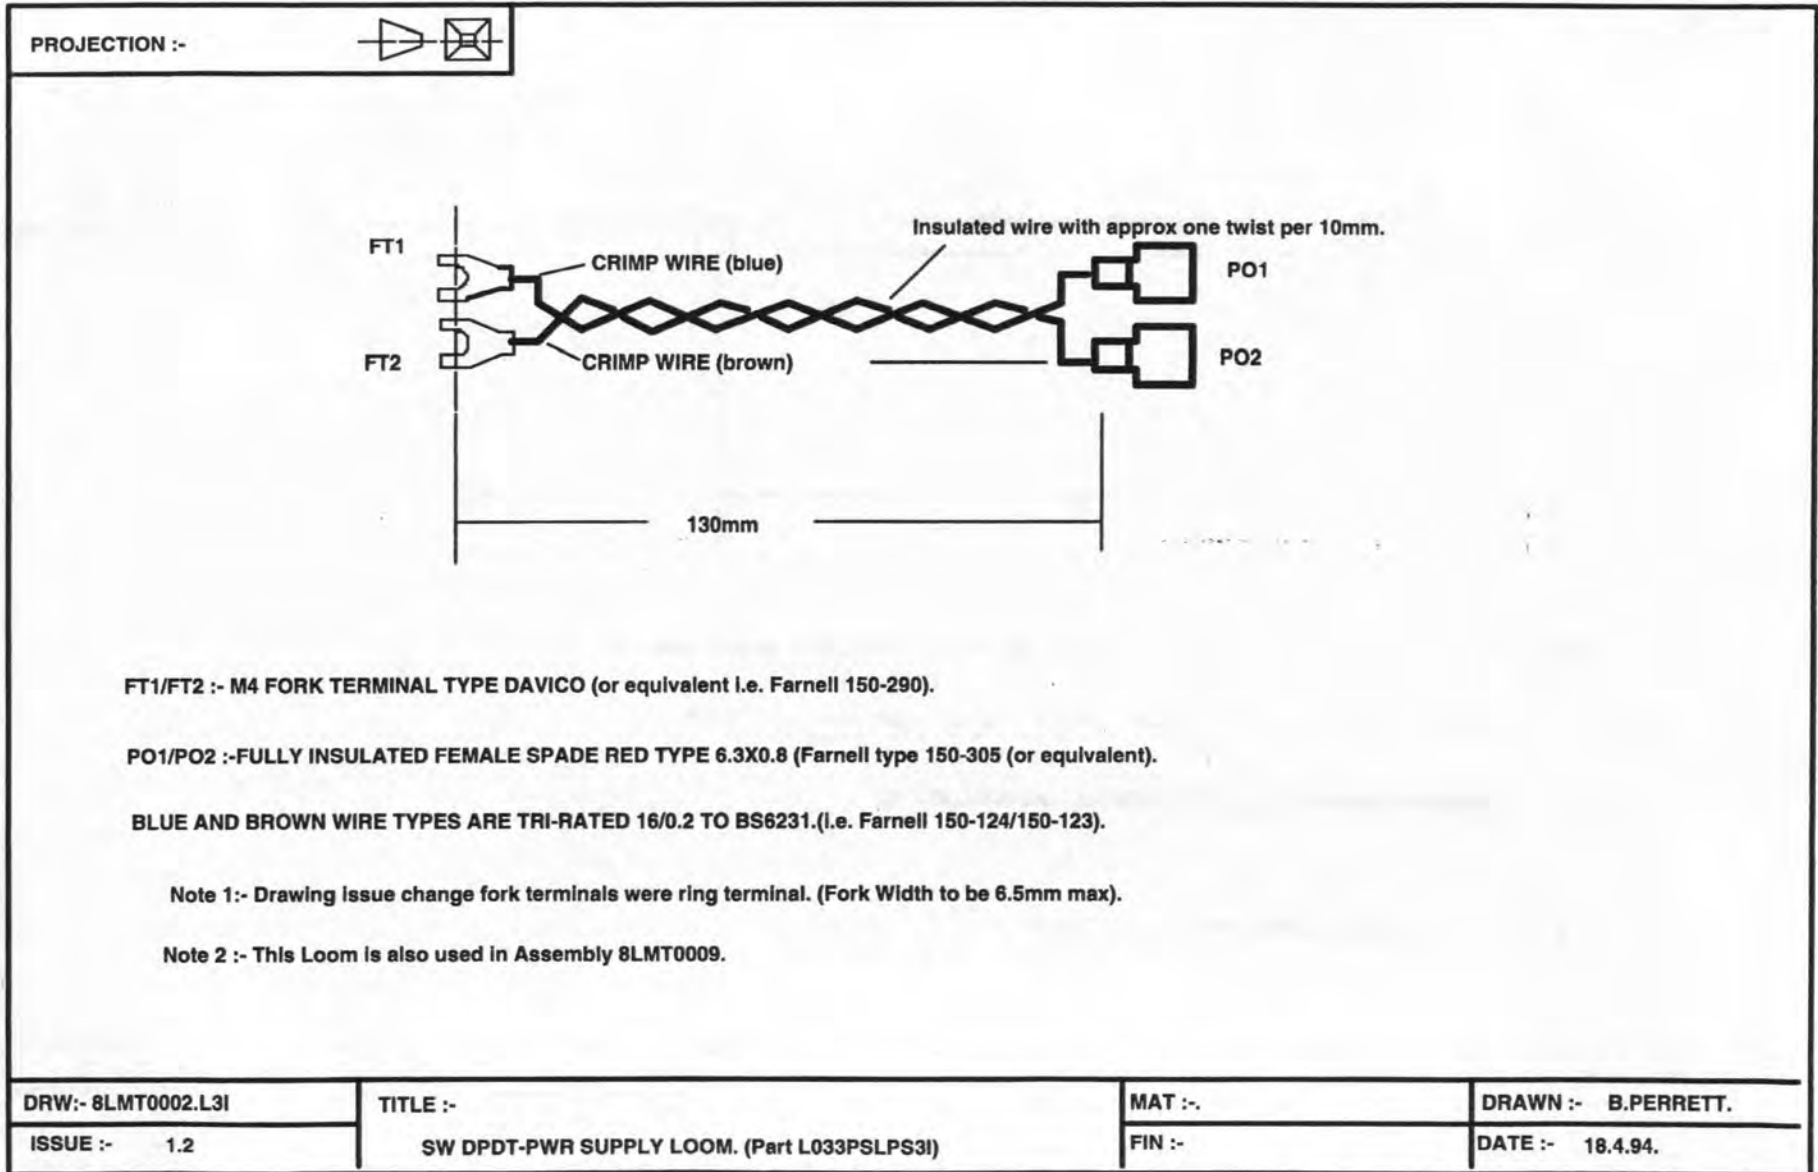 PROJECTION :-
Insulated wire with approx one twist per 10mm.
FT1
CRIMP WIRE (blue)
PO1
FT2
CRIMP WIRE (brown)
PO2
130mm
FT1/FT2 :- M4 FORK TERMINAL TYPE DAVICO (or equivalent i.e. Farnell 150-290).
PO1/PO2 :-FULLY INSULATED FEMALE SPADE RED TYPE 6.3X0.8 (Farnell type 150-305 (or equivalent).
BLUE AND BROWN WIRE TYPES ARE TRI-RATED 16/0.2 TO BS6231.(i.e. Farnell 150-124/150-123).
Note 1:- Drawing issue change fork terminals were ring terminal. (Fork Width to be 6.5mm max).
Note 2 :- This Loom is also used in Assembly 8LMT0009.
DRW:- 8LMT0002.L3I
TITLE :-
MAT :-.
DRAWN :- B.PERRETT.
ISSUE :- 1.2
SW DPDT-PWR SUPPLY LOOM. (Part L033PSLPS3I)
FIN :-
DATE :- 18.4.94.